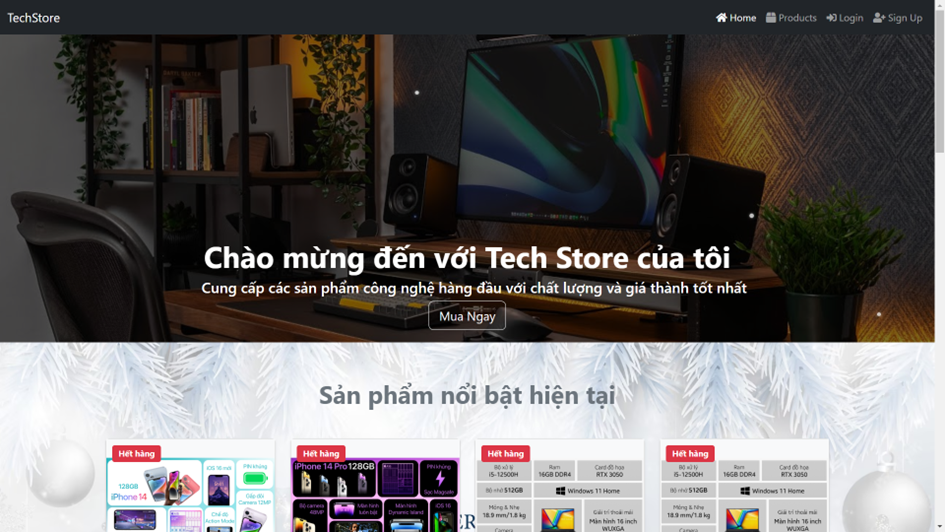 TechStore
Home
Products
Login
Sign Up
Chào mừng đến với Tech Store của tôi
Cung cấp các sản phẩm công nghệ hàng đầu với chất lượng và giá thành tốt nhất
Mua Ngay
Sản phẩm nổi bật hiện tại
Hết hàng
128GB
iPhone 14
iOS 16 mới
Pin khủng
Gấp đôi
Camera 12MP
Chế độ
Action Mode
Hết hàng
iPhone 14 Pro 128GB
Pin khủng
Sạc MagSafe
Bộ camera
48MP
Màn hình
luôn bật
Màn hình
Dynamic Island
iOS 16
Hết hàng
Bộ xử lý
i5-12500H
Ram
16GB DDR4
Card đồ họa
RTX 3050
Bộ nhớ 512GB
Windows 11 Home
Mỏng & Nhẹ
18.9 mm/1.8 kg
Camera
Giải trí thoải mái
Màn hình 16 inch
WUXGA
Hết hàng
Bộ xử lý
i5-12500H
Ram
16GB DDR4
Card đồ họa
RTX 3050
Bộ nhớ 512GB
Windows 11 Home
Mỏng & Nhẹ
18.9 mm/1.8 kg
Camera
Giải trí thoải mái
Màn hình 16 inch
WUXGA